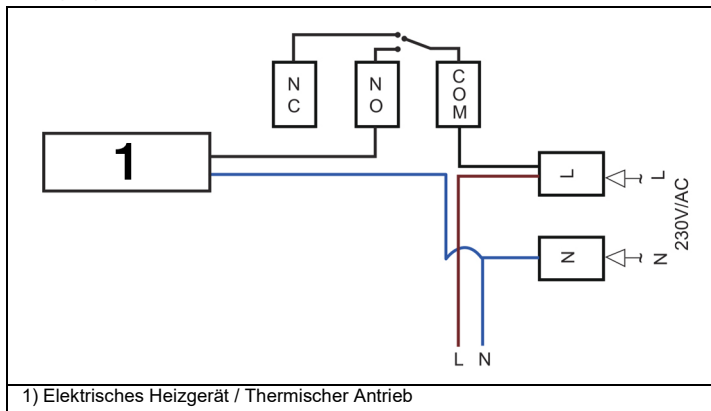 N
C
N
O
C
O
M
1
L
L
230V/AC
N
N
L N
1) Elektrisches Heizgerät / Thermischer Antrieb